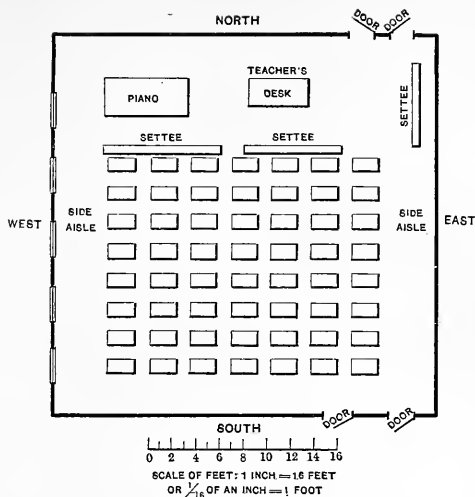 NORTH
DOOR DOOR
TEACHER'S
DESK
PIANO
SETTEE
SETTEE SETTEE
WEST
SIDE
AISLE
SIDE
AISLE
EAST
DOOR DOOR
SOUTH
0 2 4 6 8 10 12 14 16
SCALE OF FEET: 1 INCH = 16 FEET
OR 1/16 OF AN INCH = 1 FOOT